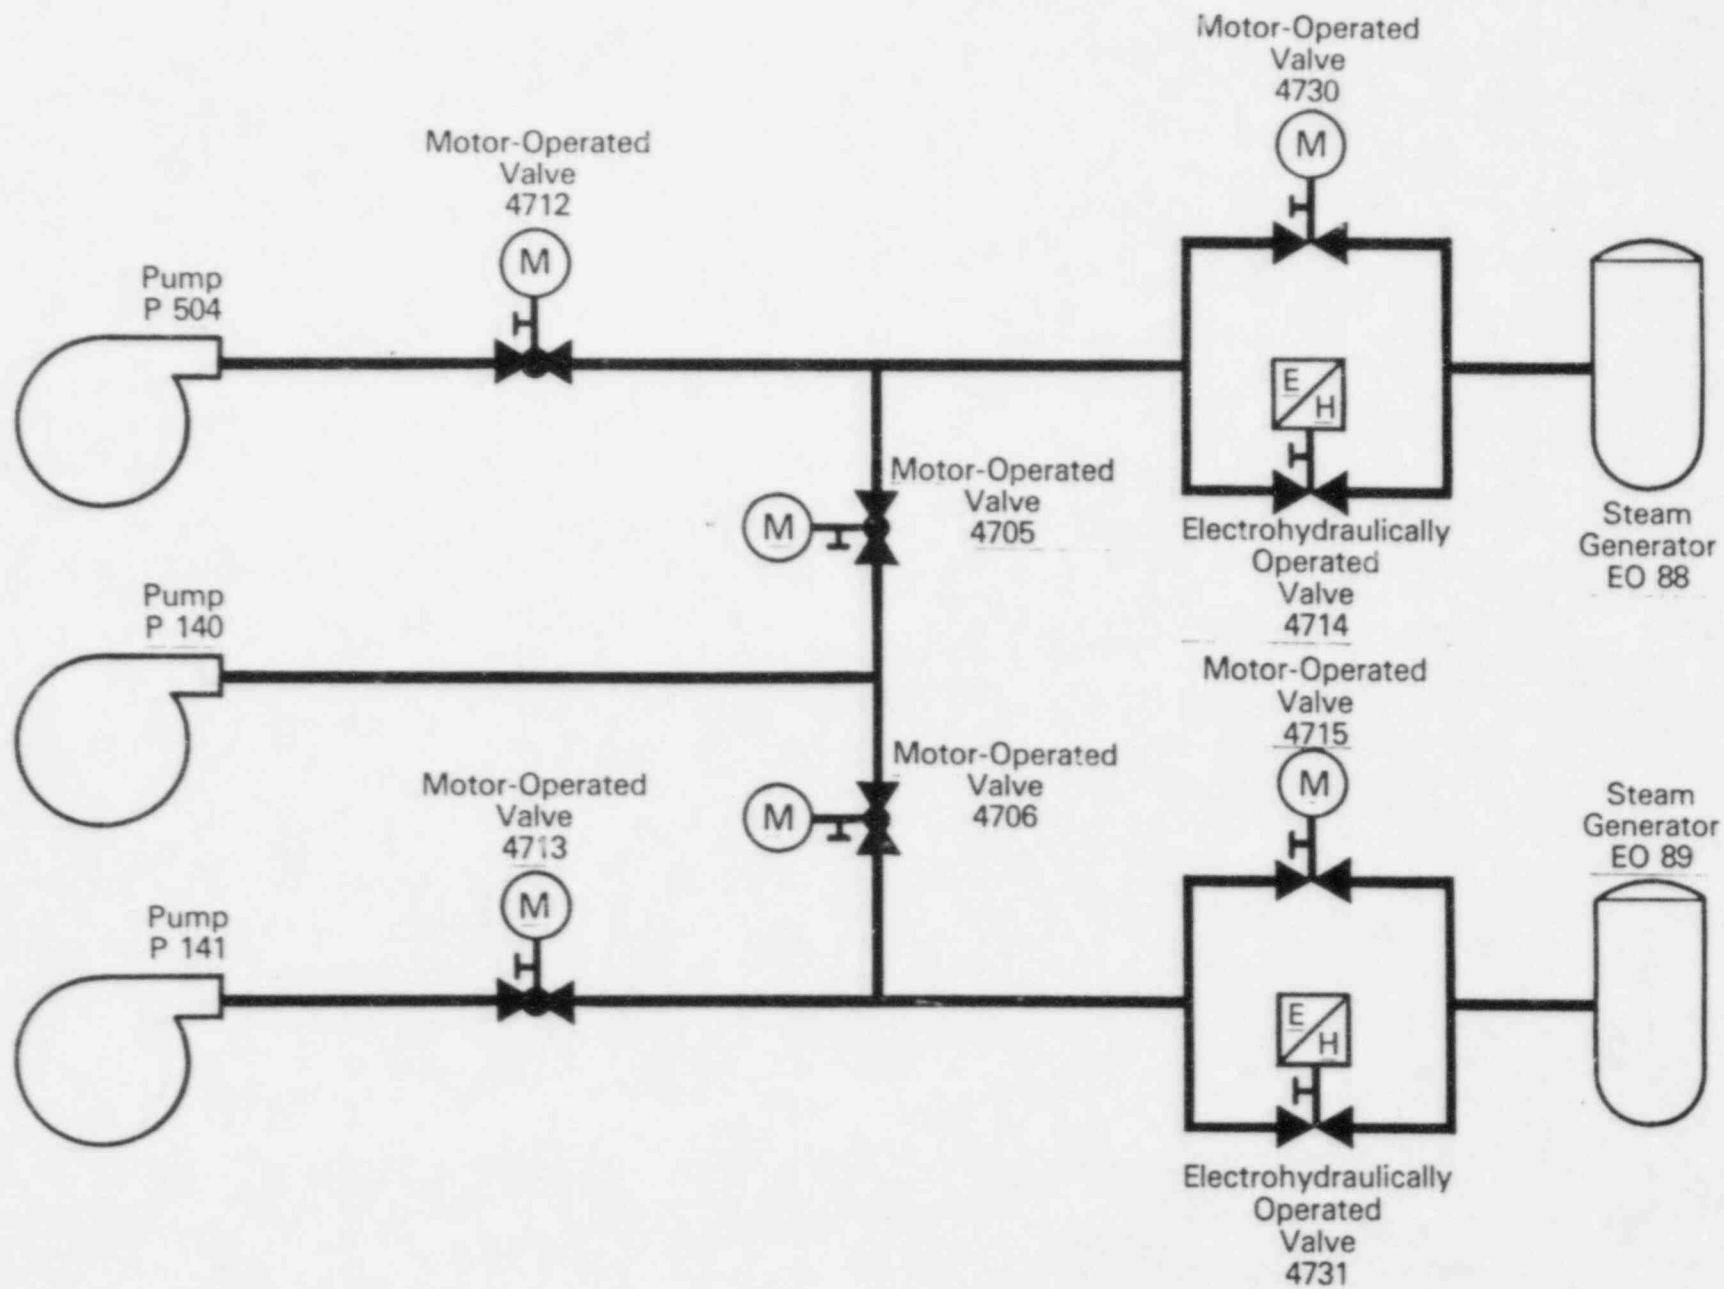 Motor-Operated
Valve
4730
M
Motor-Operated
Valve
4712
M
Pump
P 504
E
H
Motor-Operated
Valve
4705
M
Electrohydraulically
Operated
Valve
4714
Steam
Generator
EO 88
Pump
P 140
Motor-Operated
Valve
4715
M
Motor-Operated
Valve
4706
M
Motor-Operated
Valve
4713
M
Steam
Generator
EO 89
Pump
P 141
E
H
Electrohydraulically
Operated
Valve
4731